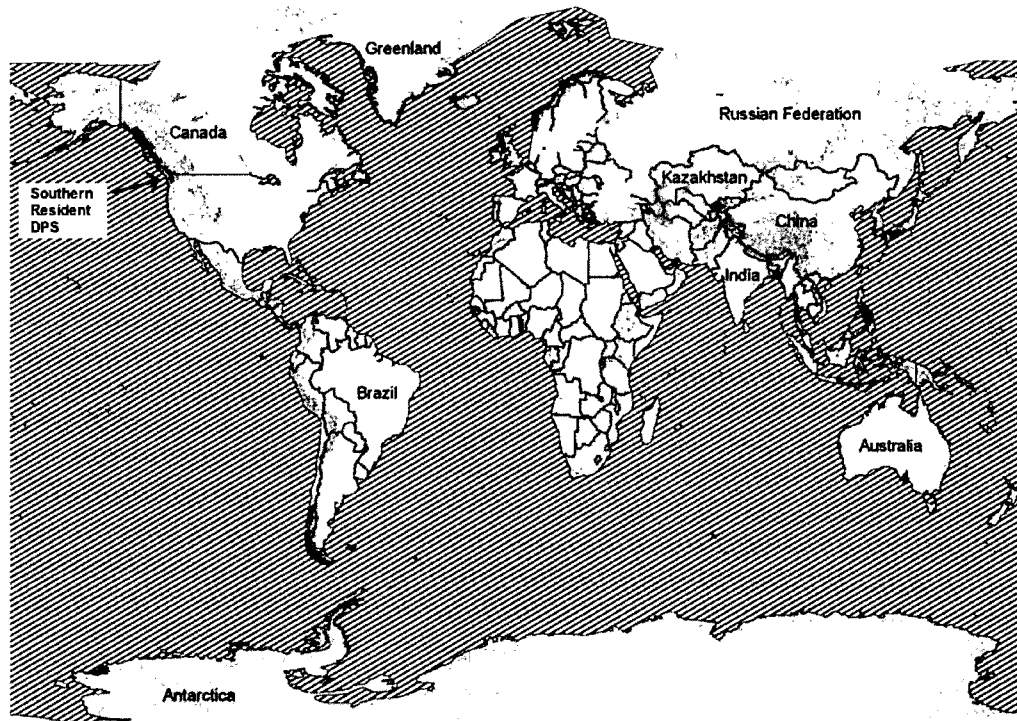 Greenland
Russian Federation
Canada
Kazakhstan
Southern
Resident
DPS
China
India
Brazil
Australia
Antarctica